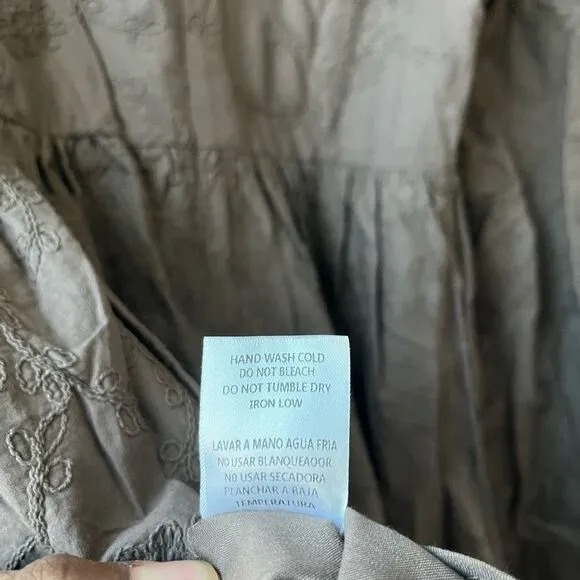 HAND WASH COLD
DO NOT BLEACH
DO NOT TUMBLE DRY
IRON LOW
LAVAR A MANO AGUA FRIA
NO USAR BLANQUEADOR
NO USAR SECADORA
PLANCHAR A BAJA
TEMPERATURA